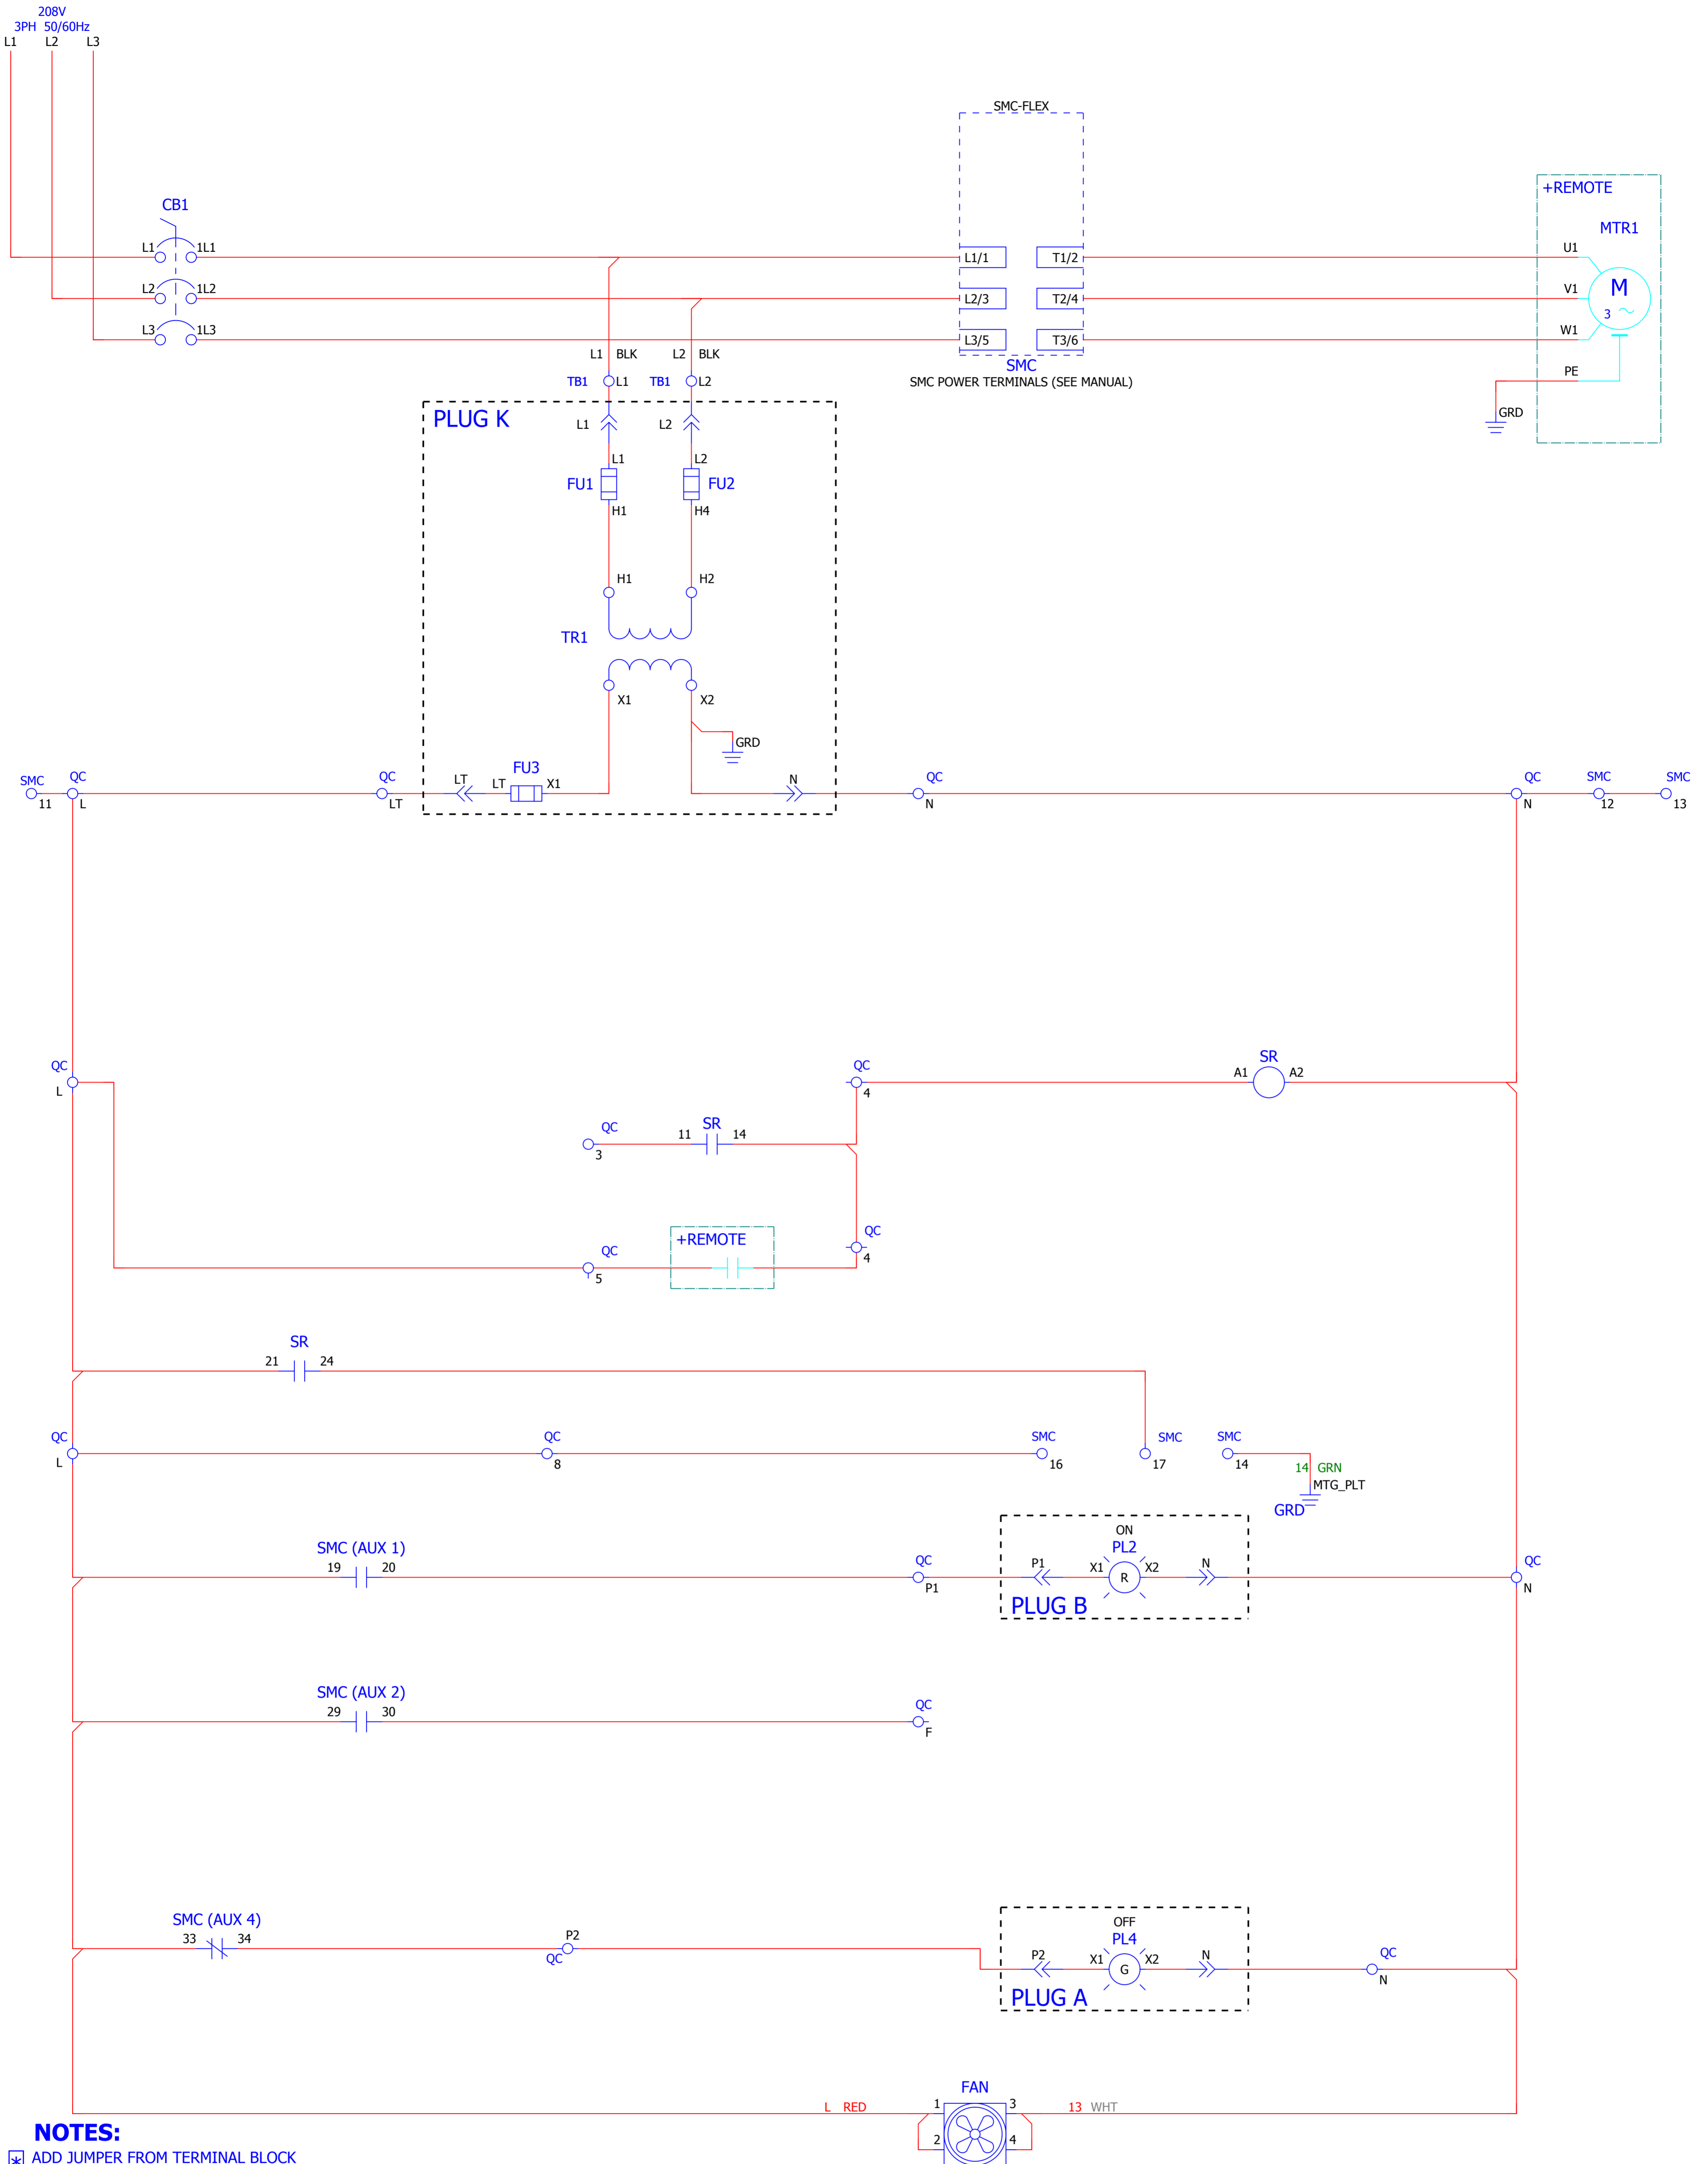 208V
3PH 50/60Hz
L1 L2 L3
SMC-FLEX
+REMOTE
CB1
MTR1
L1 1L1
L1/1 T1/2
U1
L2 1L2
L2/3 T2/4
V1
M
3
L3 1L3
L3/5 T3/6
W1
L1 BLK L2 BLK
SMC
SMC POWER TERMINALS (SEE MANUAL)
PE
TB1 L1 TB1 L2
GRD
PLUG K
L1 L2
L1 L2
FU1 FU2
H1 H4
H1 H2
TR1
X1 X2
GRD
SMC QC QC LT LT FU3 X1 N QC QC SMC SMC
11 L LT N N 12 13
QC QC SR
L 4 A1 A2
QC 11 SR 14
3
QC +REMOTE QC
5 4
SR
21 24
QC QC SMC SMC SMC
L 8 16 17 14
14 GRN
MTG_PLT
GRD
ON
SMC (AUX 1) PL2
19 20 QC P1 X1 R X2 N QC
P1 N
PLUG B
SMC (AUX 2)
29 30 QC
F
SMC (AUX 4) OFF
33 34 P2 PL4
QC P2 X1 G X2 N QC
N
PLUG A
FAN
L RED 1 3 13 WHT
2 4
NOTES:
* ADD JUMPER FROM TERMINAL BLOCK